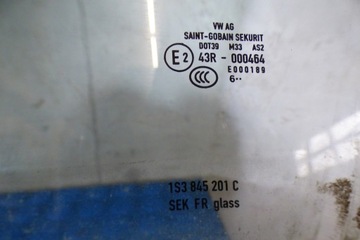 VW AG
SAINT-GOBAIN SEKURIT
DOT39 M33 AS2
E2 43R - 000464
CCC E000189
6··
1S3 845 201 C
SEK FR glass